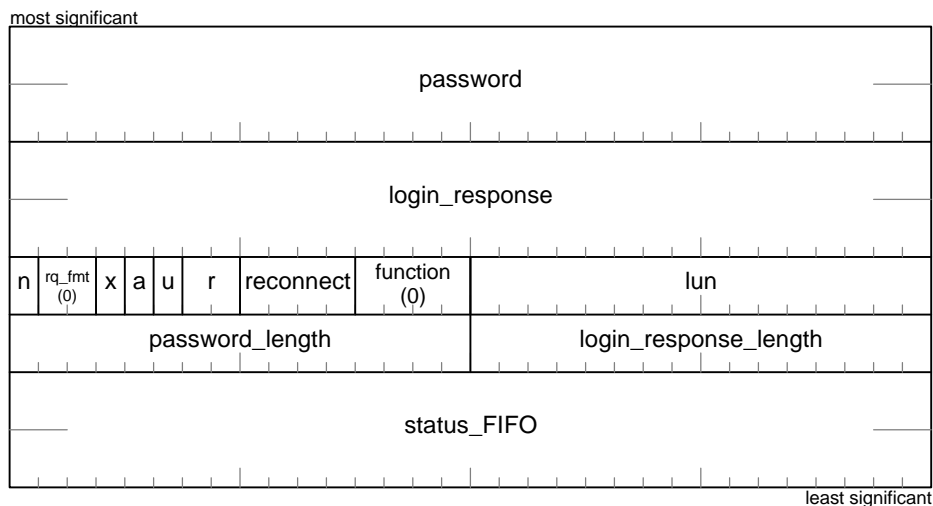 most significant
password
login_response
n rq_fmt (0) x a u r reconnect function (0) lun
password_length login_response_length
status_FIFO
least significant